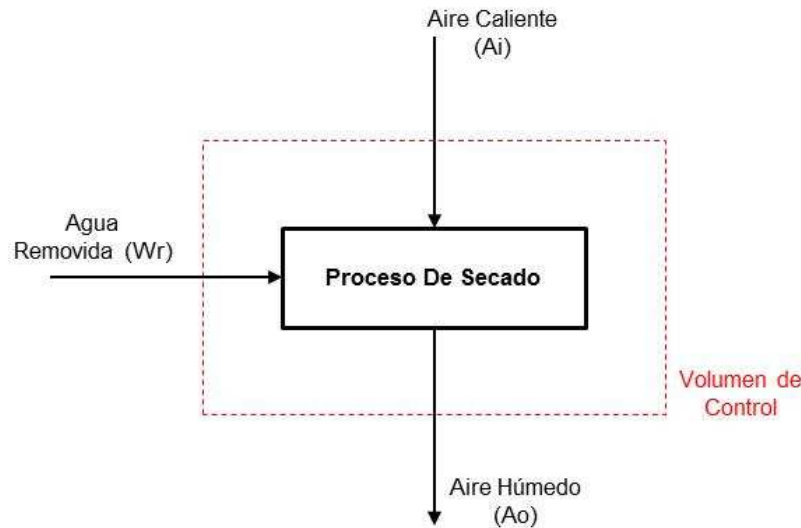 Aire Caliente
(Ai)
Agua
Removida (Wr)
Proceso De Secado
Volumen de
Control
Aire Húmedo
(Ao)